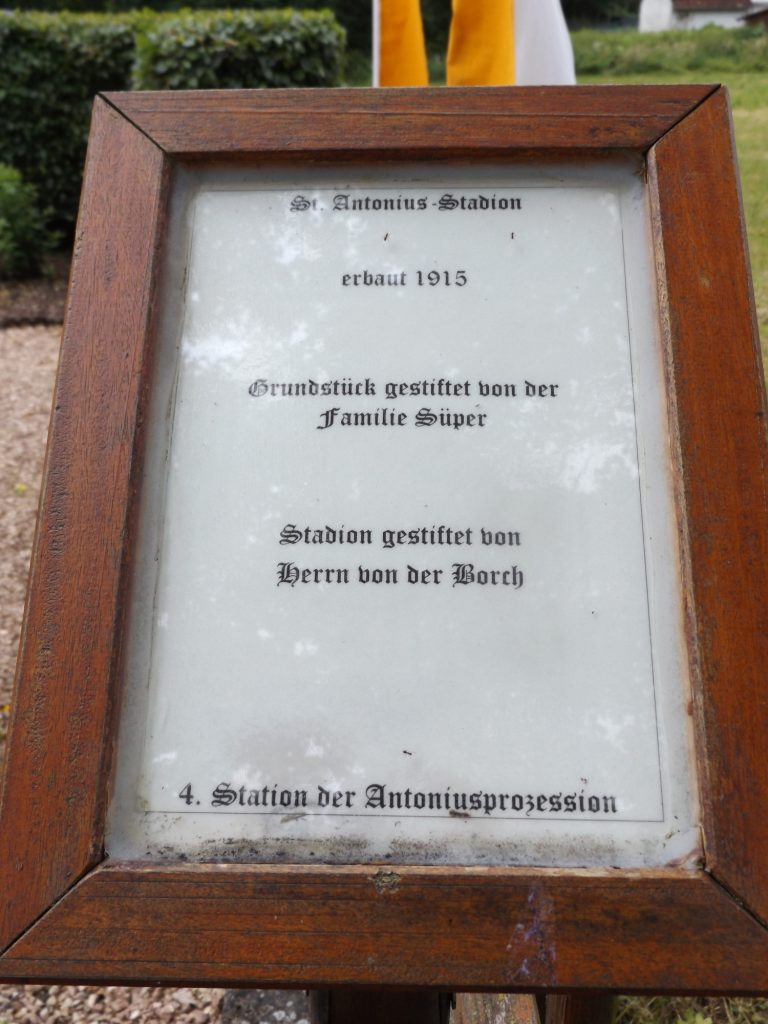 St. Antonius-Stadion
erbaut 1915
Grundstück gestiftet von der
Familie Süper
Stadion gestiftet von
Herrn von der Borch
4. Station der Antoniusprozession